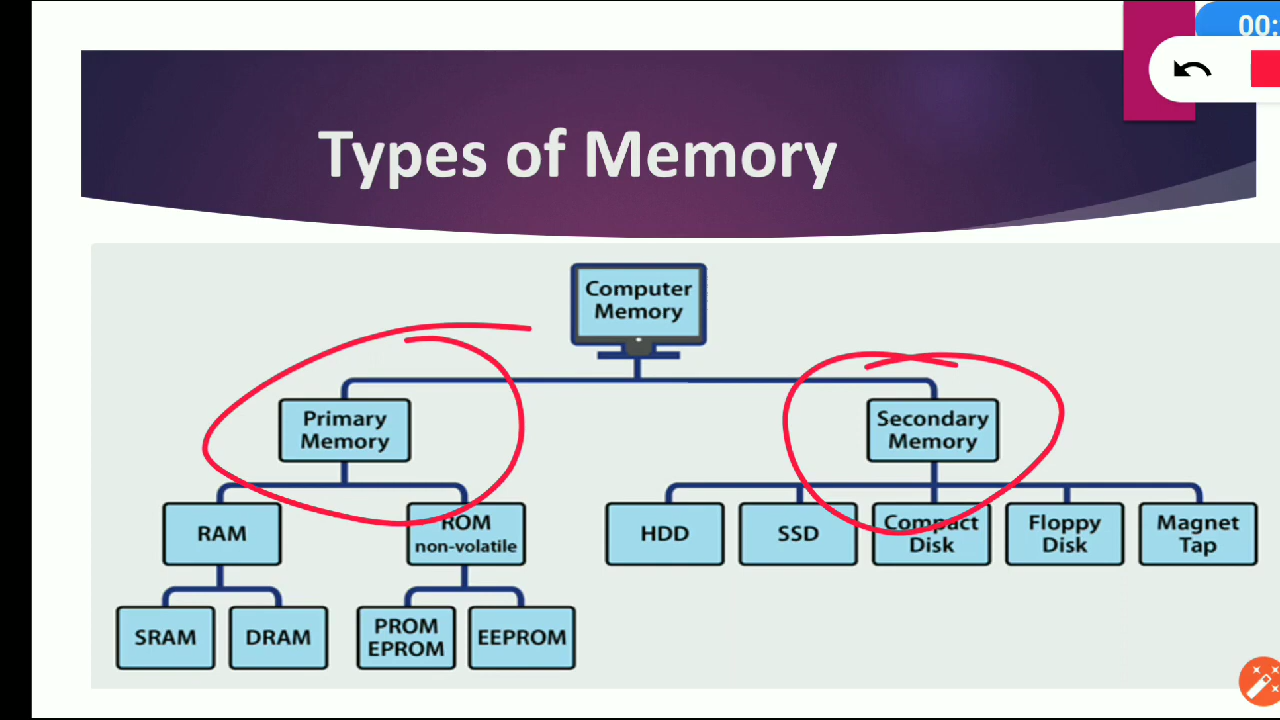 00:
Types of Memory
Computer
Memory
Primary
Memory
Secondary
Memory
RAM
ROM
non-volatile
HDD
SSD
Compact
Disk
Floppy
Disk
Magnet
Tap
SRAM
DRAM
PROM
EPROM
EEPROM